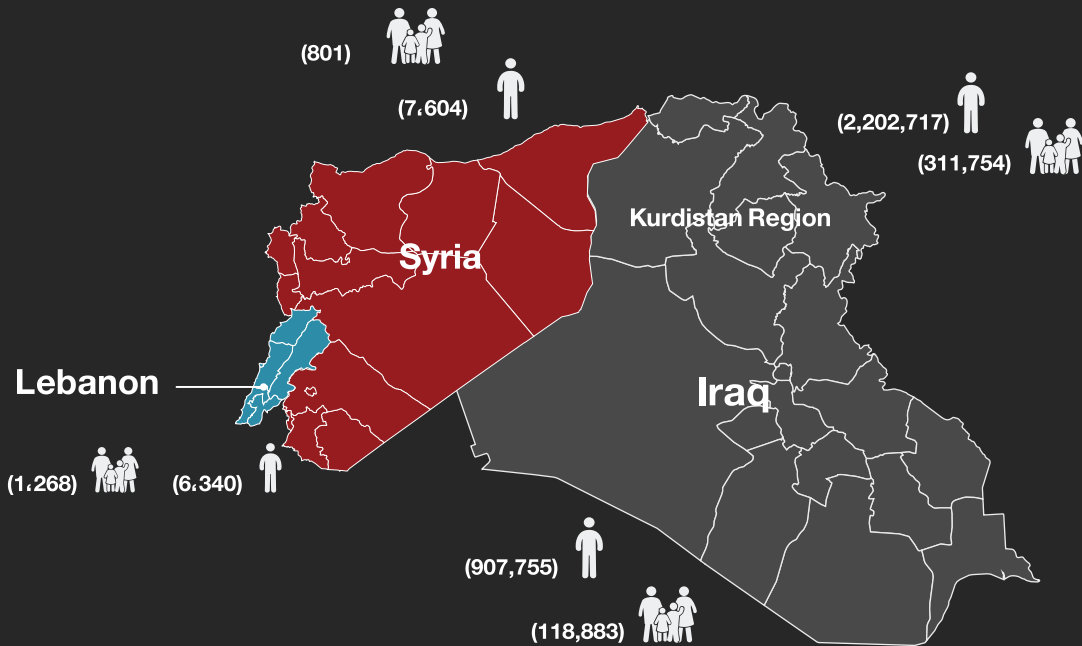 (801)
(7،604)
(2,202,717)
(311,754)
Kurdistan Region
Syria
Lebanon
Iraq
(1،268)
(6،340)
(907,755)
(118,883)